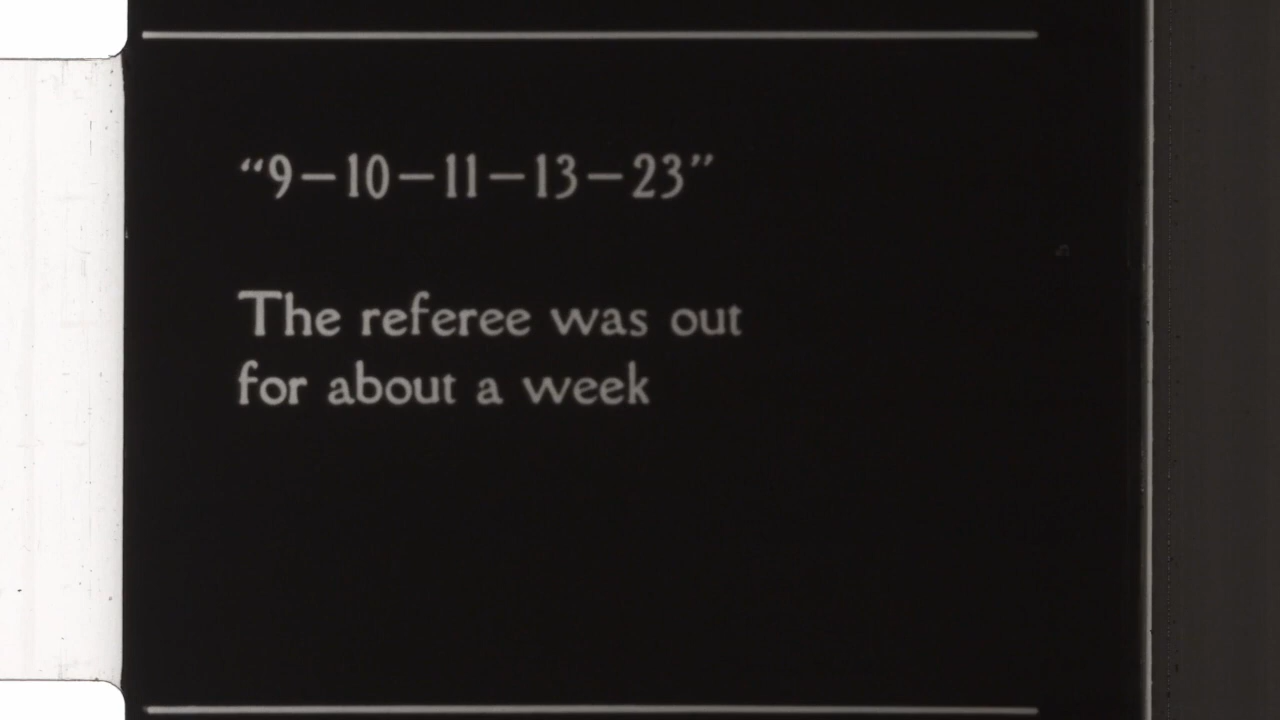 “9—10—11—13—23”
The referee was out
for about a week